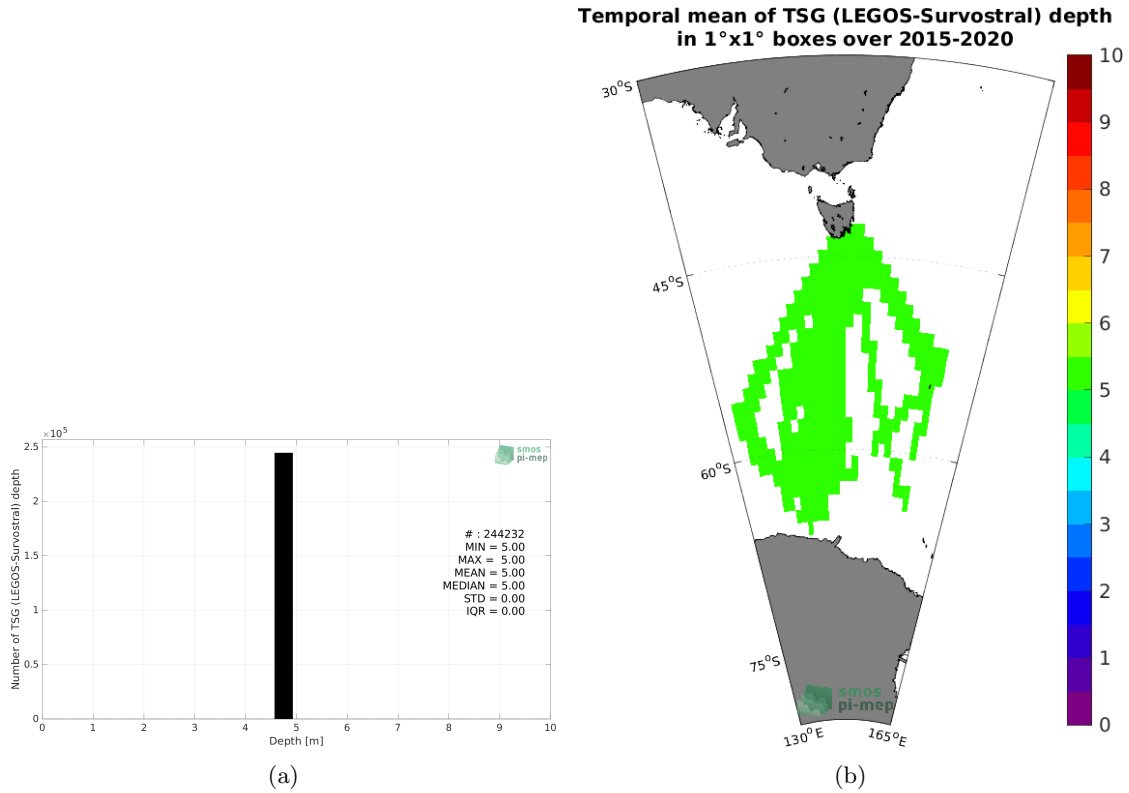 ×10^5
2.5
2
1.5
1
0.5
0
0 1 2 3 4 5 6 7 8 9 10
Number of TSG (LEGOS-Survostral) depth
Depth [m]
smos
pi-mep
# : 244232
MIN = 5.00
MAX = 5.00
MEAN = 5.00
MEDIAN = 5.00
STD = 0.00
IQR = 0.00
(a)
Temporal mean of TSG (LEGOS-Survostral) depth
in 1°x1° boxes over 2015-2020
30°S
45°S
60°S
75°S
130°E
165°E
smos
pi-mep
10
9
8
7
6
5
4
3
2
1
0
(b)